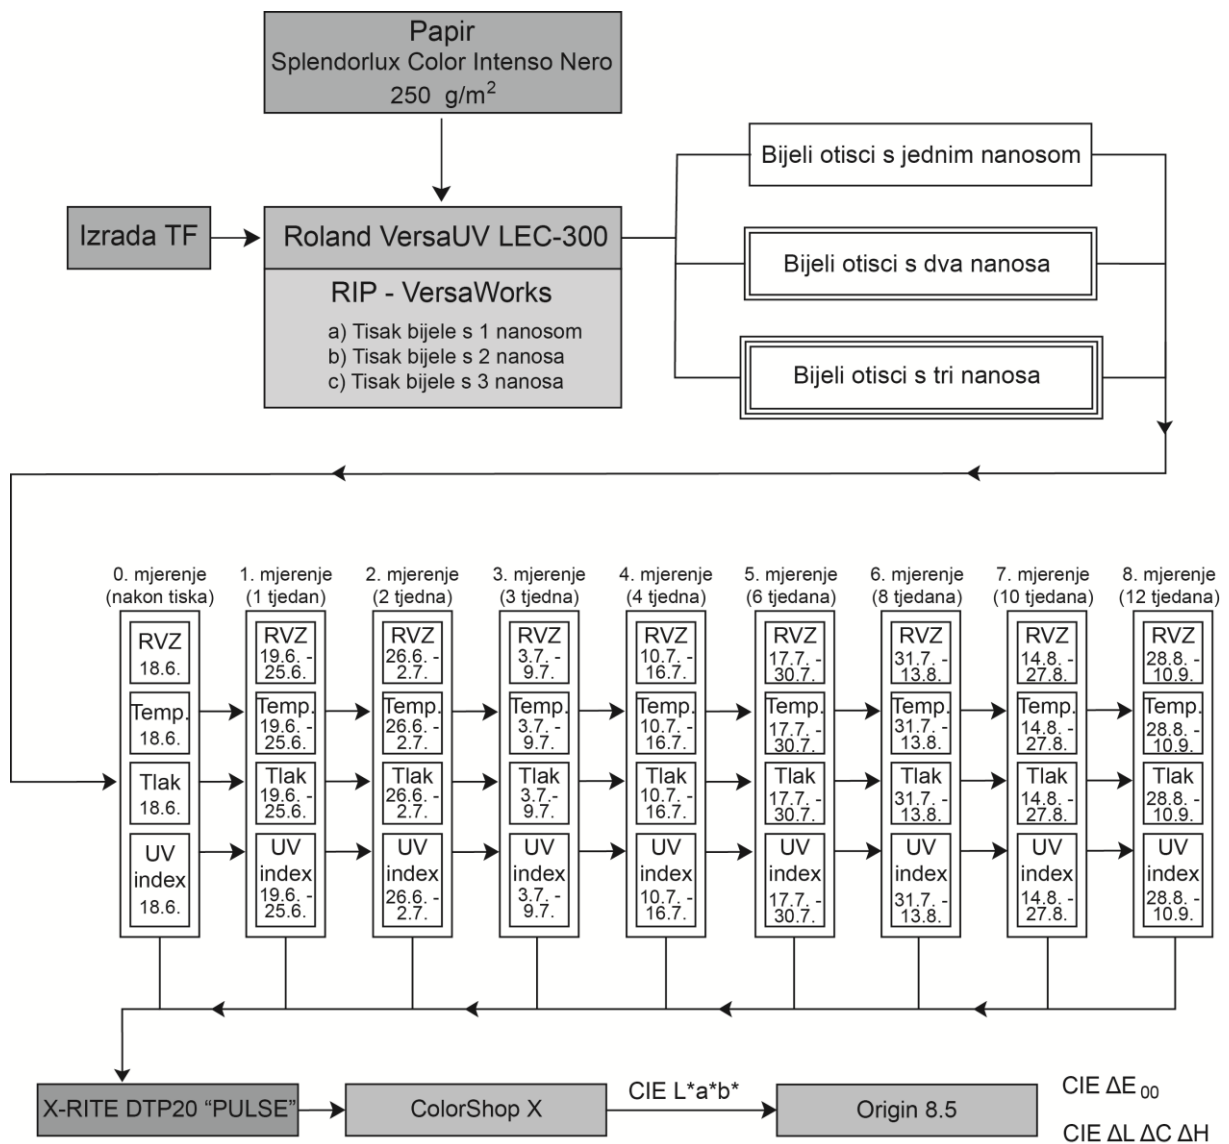 Papir
Splendorlux Color Intenso Nero
250 g/m²
Izrada TF
Roland VersaUV LEC-300
RIP - VersaWorks
a) Tisak bijele s 1 nanosom
b) Tisak bijele s 2 nanosa
c) Tisak bijele s 3 nanosa
Bijeli otisci s jednim nanosom
Bijeli otisci s dva nanosa
Bijeli otisci s tri nanosa
0. mjerenje
(nakon tiska)
RVZ
18.6.
Temp.
18.6.
Tlak
18.6.
UV
index
18.6.
1. mjerenje
(1 tjedan)
RVZ
19.6. -
25.6.
Temp.
19.6. -
25.6.
Tlak
19.6. -
25.6.
UV
index
19.6. -
25.6.
2. mjerenje
(2 tjedna)
RVZ
26.6. -
2.7.
Temp.
26.6. -
2.7.
Tlak
26.6. -
2.7.
UV
index
26.6. -
2.7.
3. mjerenje
(3 tjedna)
RVZ
3.7. -
9.7.
Temp.
3.7. -
9.7.
Tlak
3.7.-
9.7.
UV
index
3.7. -
9.7.
4. mjerenje
(4 tjedna)
RVZ
10.7. -
16.7.
Temp.
10.7. -
16.7.
Tlak
10.7. -
16.7.
UV
index
10.7. -
16.7.
5. mjerenje
(6 tjedana)
RVZ
17.7. -
30.7.
Temp.
17.7. -
30.7.
Tlak
17.7. -
30.7.
UV
index
17.7. -
30.7.
6. mjerenje
(8 tjedana)
RVZ
31.7. -
13.8.
Temp.
31.7. -
13.8.
Tlak
31.7. -
13.8.
UV
index
31.7. -
13.8.
7. mjerenje
(10 tjedana)
RVZ
14.8. -
27.8.
Temp.
14.8. -
27.8.
Tlak
14.8. -
27.8.
UV
index
14.8. -
27.8.
8. mjerenje
(12 tjedana)
RVZ
28.8. -
10.9.
Temp.
28.8. -
10.9.
Tlak
28.8. -
10.9.
UV
index
28.8. -
10.9.
X-RITE DTP20 “PULSE”
ColorShop X
CIE L*a*b*
Origin 8.5
CIE ΔE₀₀
CIE ΔL ΔC ΔH